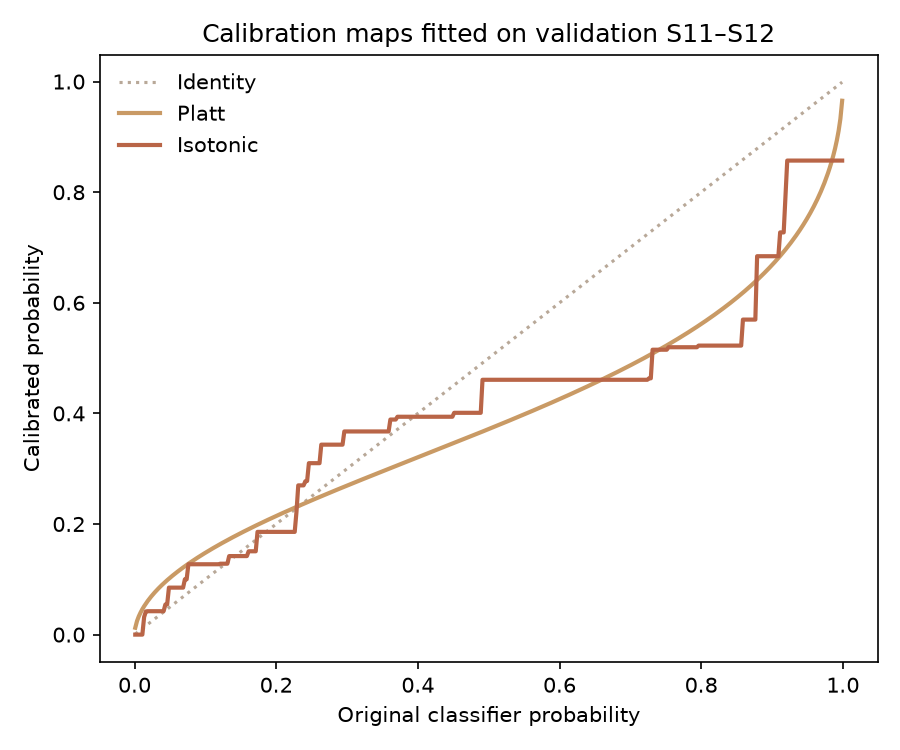 Calibration maps fitted on validation S11–S12
Identity
Platt
Isotonic
Calibrated probability
1.0
0.8
0.6
0.4
0.2
0.0
0.0 0.2 0.4 0.6 0.8 1.0
Original classifier probability